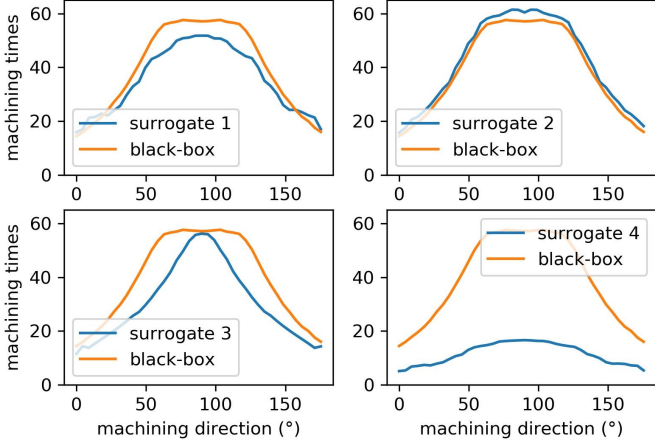 machining times
60
40
20
0
surrogate 1
black-box
0 50 100 150
60
40
20
0
surrogate 2
black-box
0 50 100 150
machining times
60
40
20
0
surrogate 3
black-box
0 50 100 150
machining direction (°)
60
40
20
0
surrogate 4
black-box
0 50 100 150
machining direction (°)